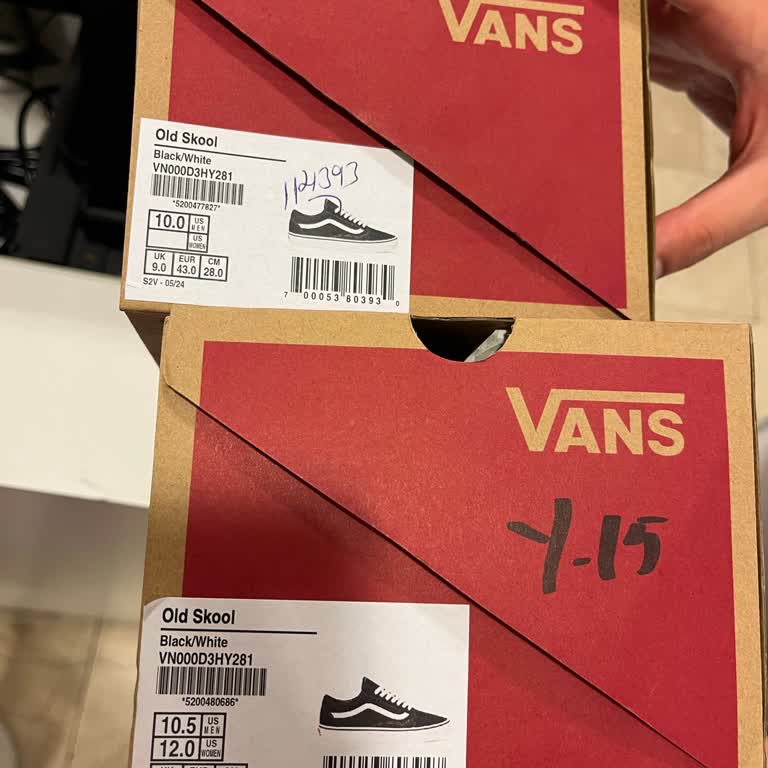 VANS
Old Skool
Black/White
VN000D3HY281
*5200477827*
1121393
10.0 US MEN
US WOMEN
UK EUR CM
9.0 43.0 28.0
S2V - 05/24
7 00053 80393 0
VANS
Y-15
Old Skool
Black/White
VN000D3HY281
*5200480686*
10.5 US MEN
12.0 US WOMEN